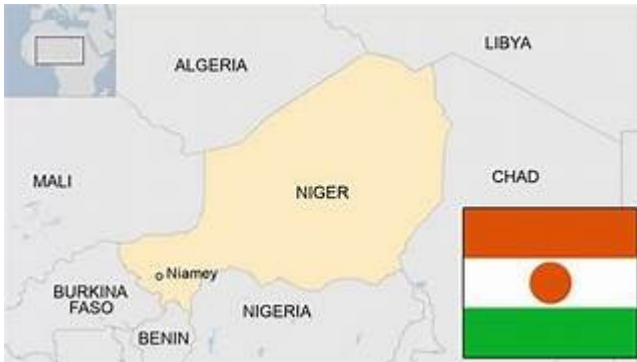 LIBYA
ALGERIA
MALI
NIGER
CHAD
Niamey
BURKINA
FASO
NIGERIA
BENIN